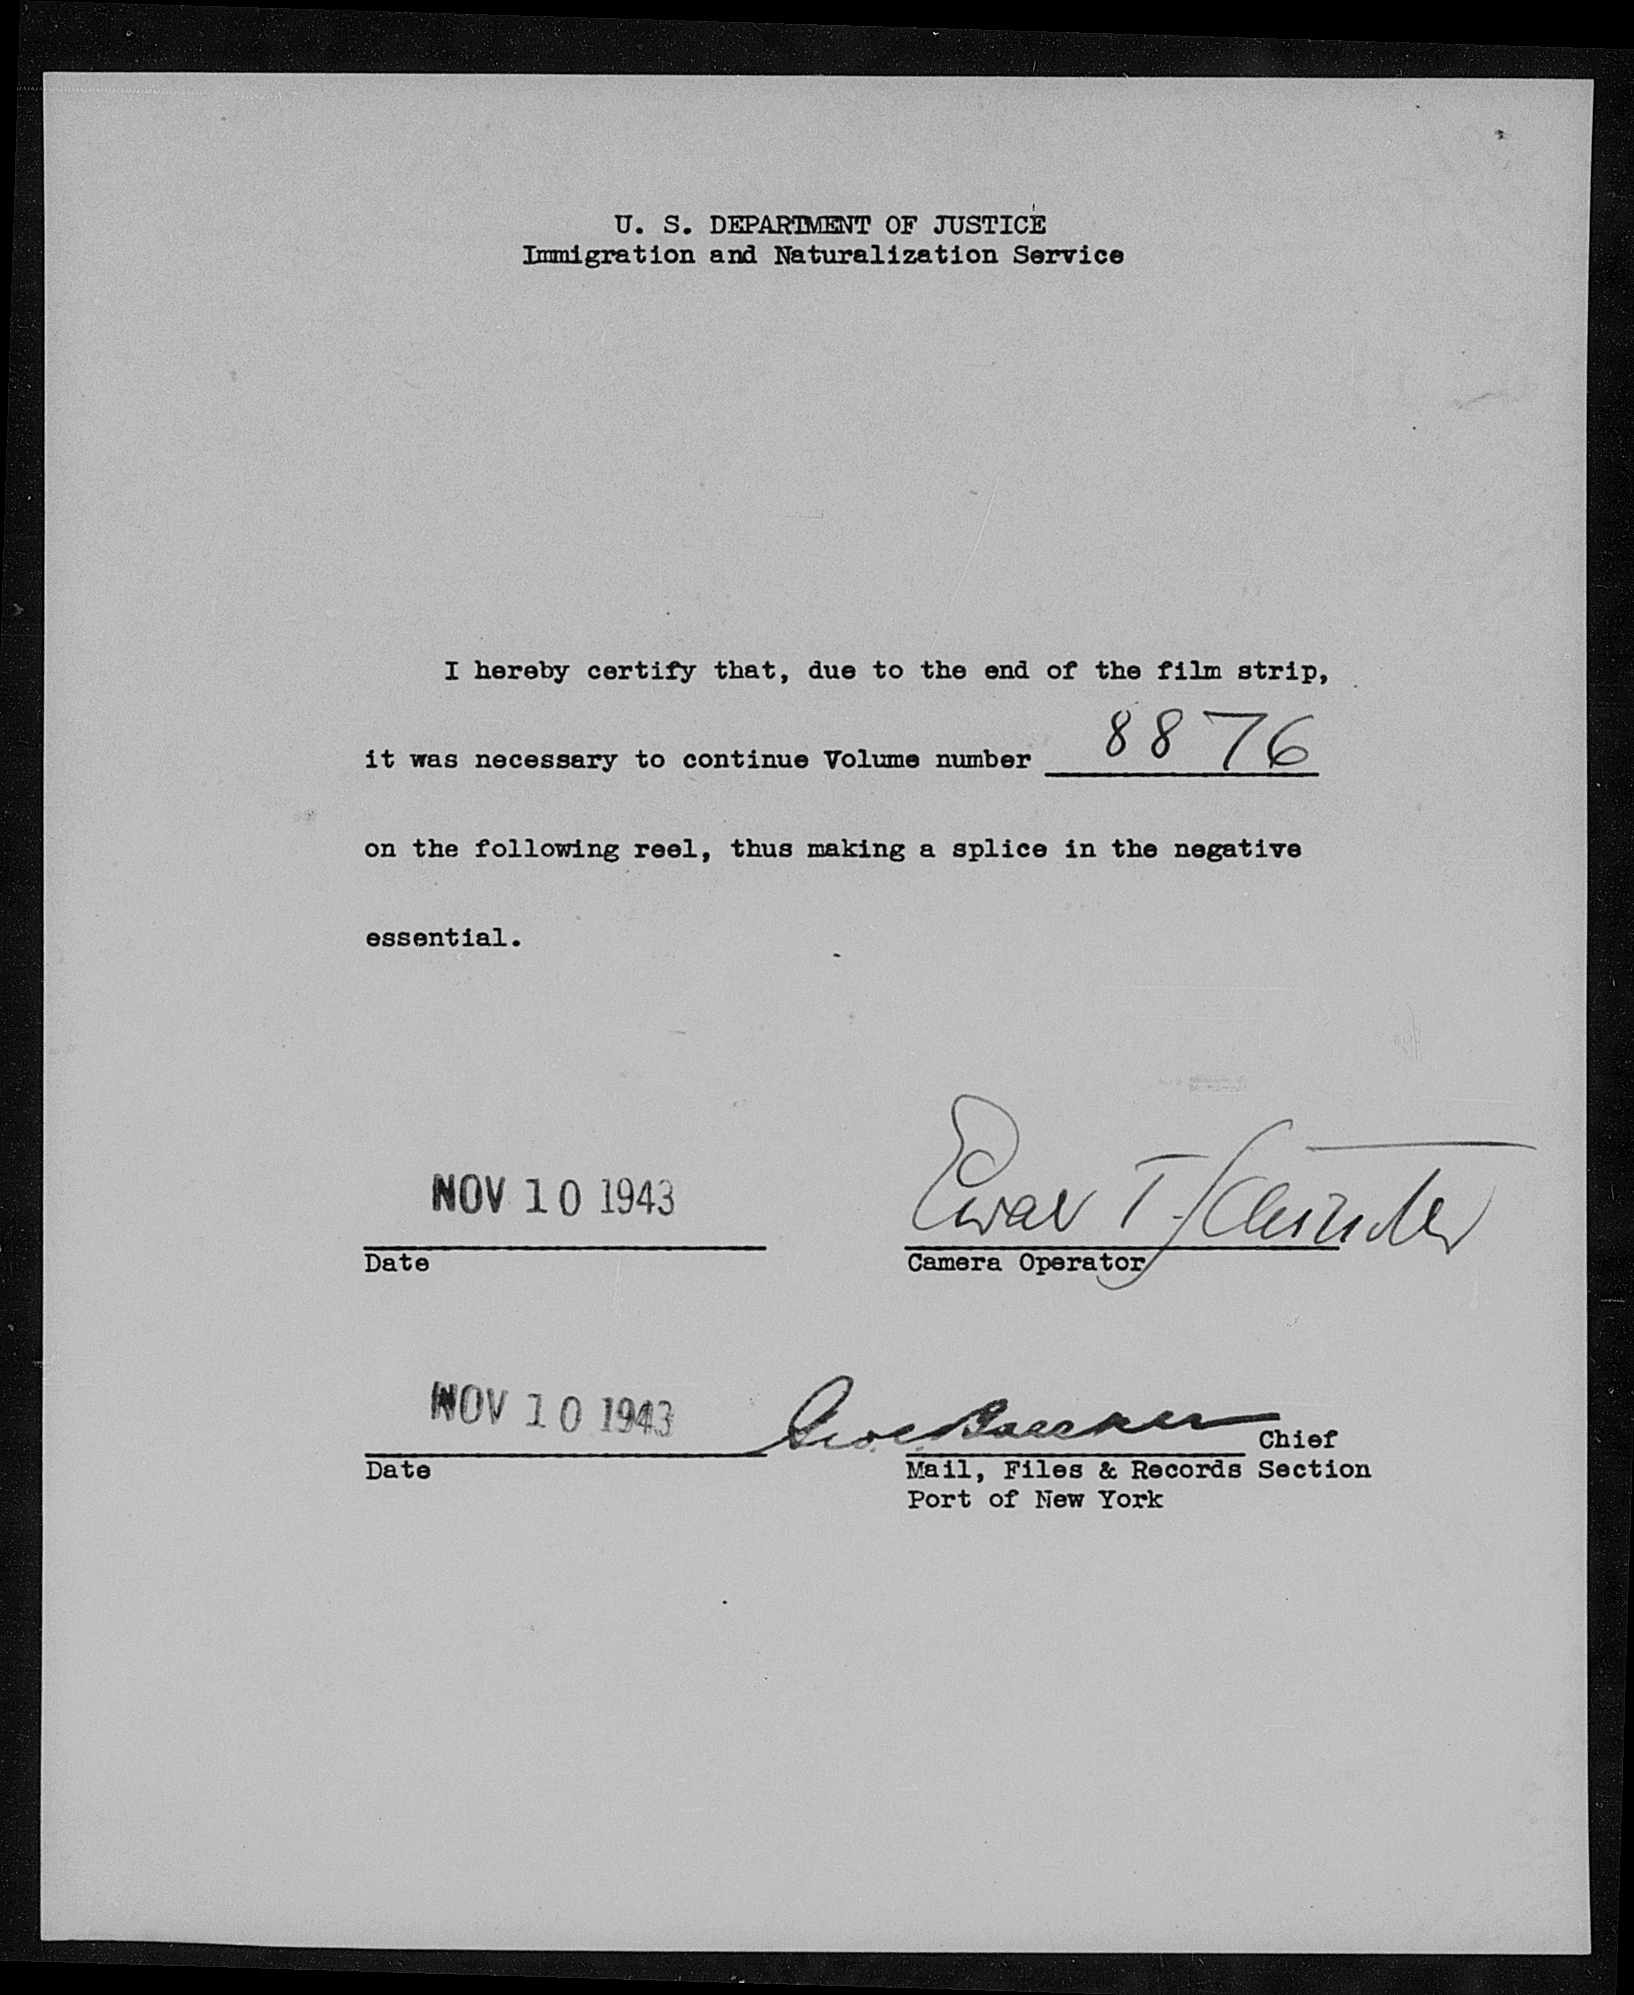 U. S. DEPARTMENT OF JUSTICE
Immigration and Naturalization Service
I hereby certify that, due to the end of the film strip,
it was necessary to continue Volume number 8876
on the following reel, thus making a splice in the negative
essential.
NOV 10 1943
Date
T.
Camera Operator
NOV 10 1943
Chief
Date
Mail, Files & Records Section
Port of New York